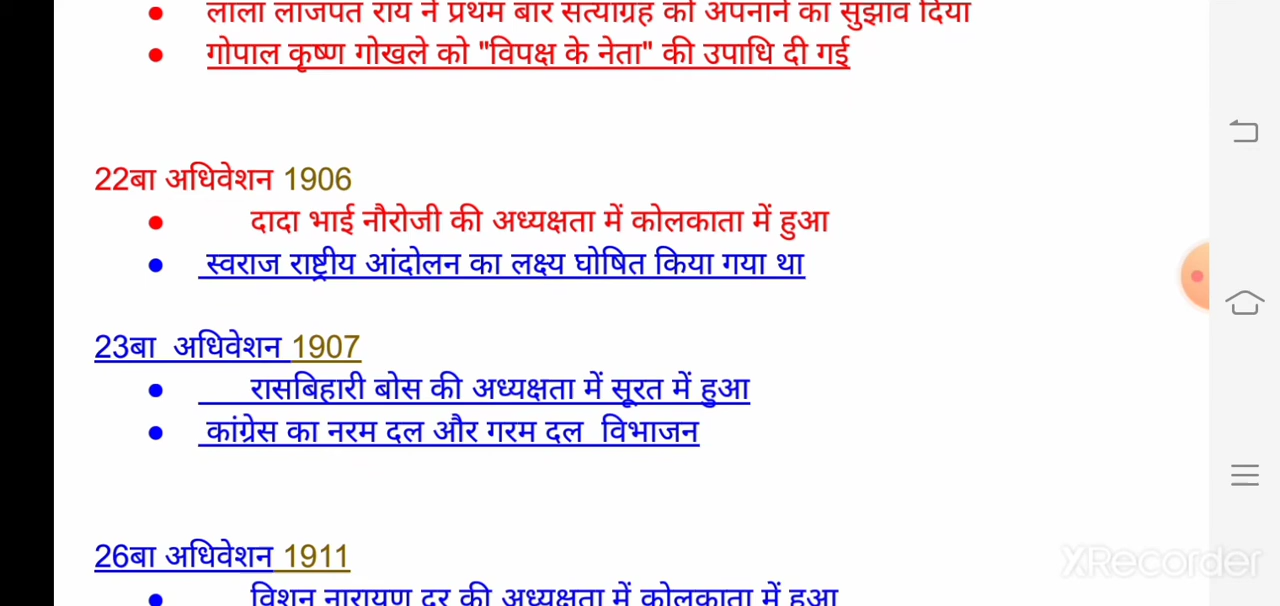 लाला लाजपत राय ने प्रथम बार सत्याग्रह को अपनाने का सुझाव दिया
गोपाल कृष्ण गोखले को "विपक्ष के नेता" की उपाधि दी गई
22बा अधिवेशन 1906
दादा भाई नौरोजी की अध्यक्षता में कोलकाता में हुआ
स्वराज राष्ट्रीय आंदोलन का लक्ष्य घोषित किया गया था
23बा अधिवेशन 1907
रासबिहारी बोस की अध्यक्षता में सूरत में हुआ
कांग्रेस का नरम दल और गरम दल विभाजन
26बा अधिवेशन 1911
विशन नारायण दर की अध्यक्षता में कोलकाता में हुआ
XRecorder